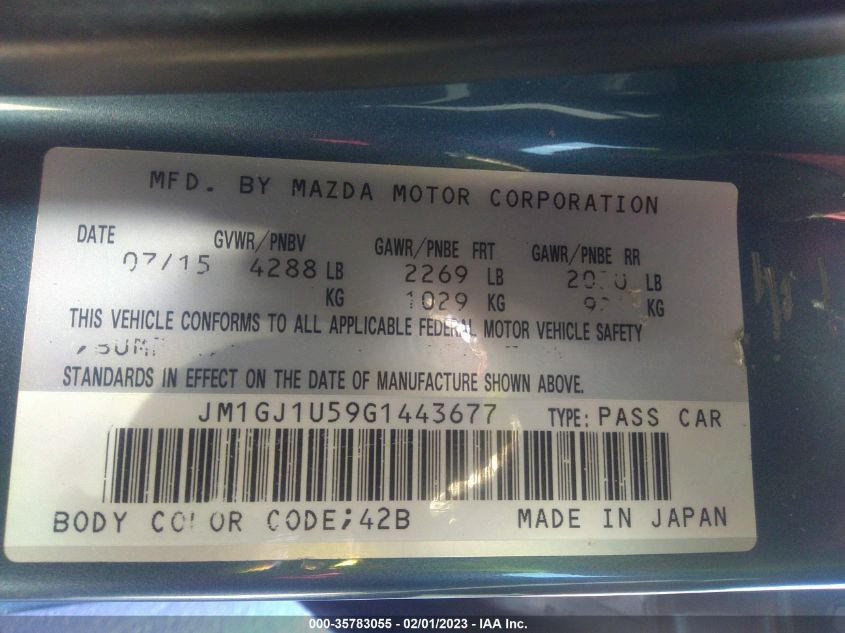 MFD. BY MAZDA MOTOR CORPORATION
DATE GVWR/PNBV GAWR/PNBE FRT GAWR/PNBE RR
07/15 4288 LB 2269 LB LB
KG 1029 KG KG
THIS VEHICLE CONFORMS TO ALL APPLICABLE FEDERAL MOTOR VEHICLE SAFETY
STANDARDS IN EFFECT ON THE DATE OF MANUFACTURE SHOWN ABOVE.
JM1GJ1U59G1443677 TYPE: PASS CAR
BODY COLOR CODE;42B MADE IN JAPAN
000-35783055 - 02/01/2023 - IAA Inc.